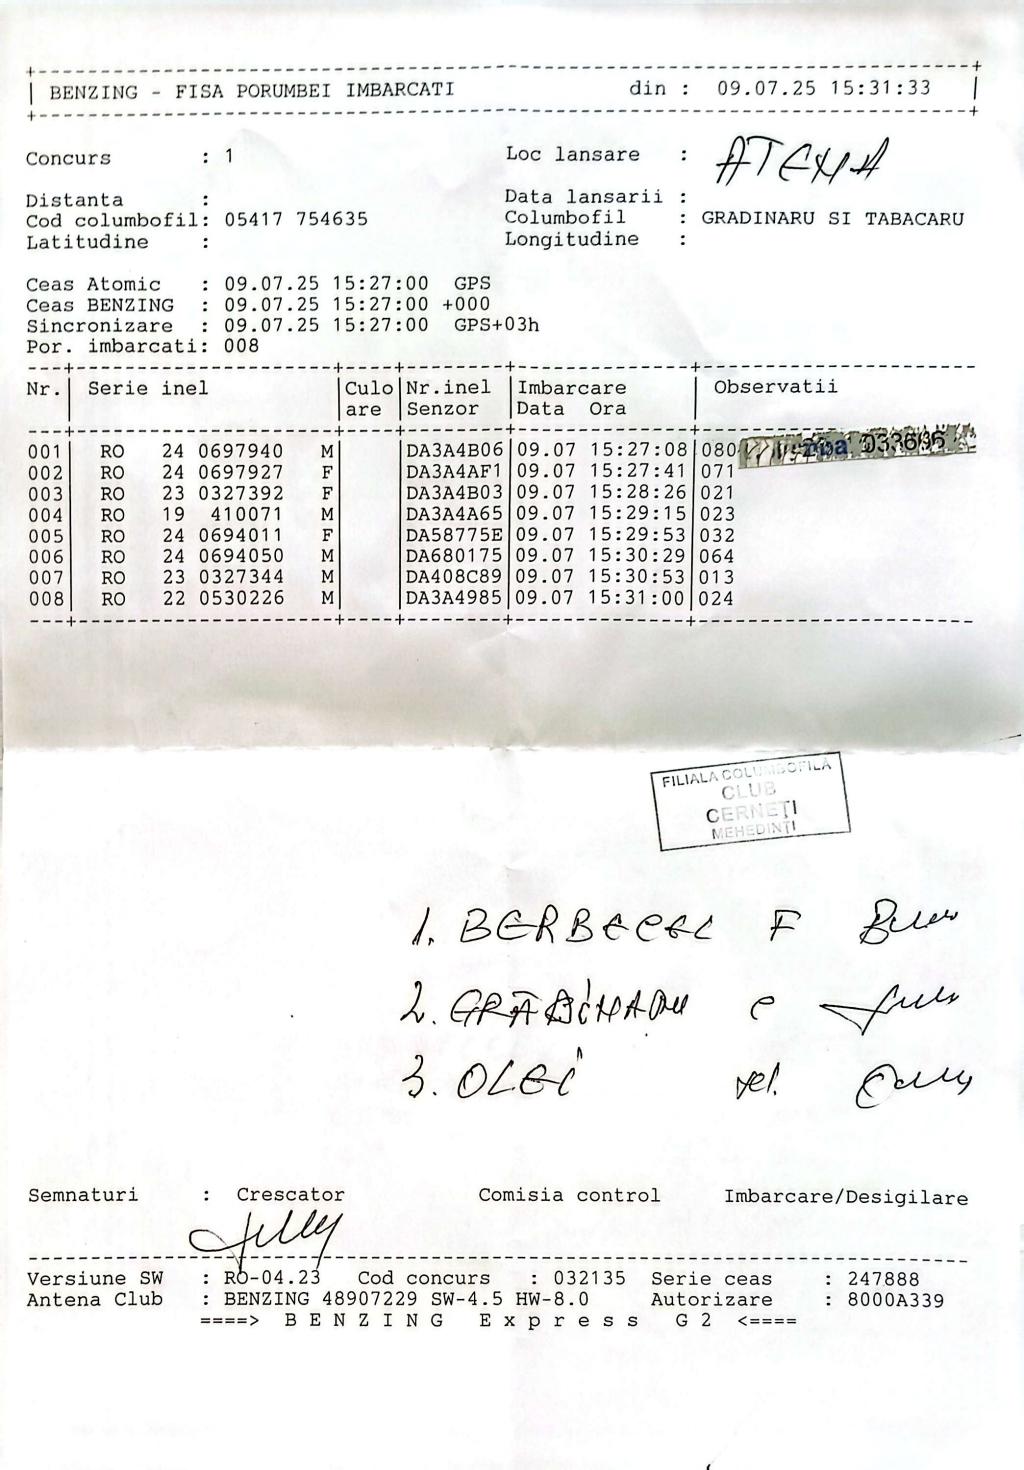 BENZING - FISA PORUMBEI IMBARCATI din : 09.07.25 15:31:33
Concurs : 1 Loc lansare : ATENA
Distanta : Data lansarii :
Cod columbofil: 05417 754635 Columbofil : GRADINARU SI TABACARU
Latitudine : Longitudine :
Ceas Atomic : 09.07.25 15:27:00 GPS
Ceas BENZING : 09.07.25 15:27:00 +000
Sincronizare : 09.07.25 15:27:00 GPS+03h
Por. imbarcati: 008
Nr. Serie inel Culo Nr.inel Imbarcare Observatii
are Senzor Data Ora
001 RO 24 0697940 M DA3A4B06 09.07 15:27:08 080
002 RO 24 0697927 F DA3A4AF1 09.07 15:27:41 071
003 RO 23 0327392 F DA3A4B03 09.07 15:28:26 021
004 RO 19 410071 M DA3A4A65 09.07 15:29:15 023
005 RO 24 0694011 F DA58775E 09.07 15:29:53 032
006 RO 24 0694050 M DA680175 09.07 15:30:29 064
007 RO 23 0327344 M DA408C89 09.07 15:30:53 013
008 RO 22 0530226 M DA3A4985 09.07 15:31:00 024
FILIALA COLUMBOFILĂ
CLUB
CERNEȚI
MEHEDINȚI
1. BERBECEL F
2. GRĂDINARU C
3. OLEI
Semnaturi : Crescator Comisia control Imbarcare/Desigilare
Versiune SW : RO-04.23 Cod concurs : 032135 Serie ceas : 247888
Antena Club : BENZING 48907229 SW-4.5 HW-8.0 Autorizare : 8000A339
====> B E N Z I N G E x p r e s s G 2 <====